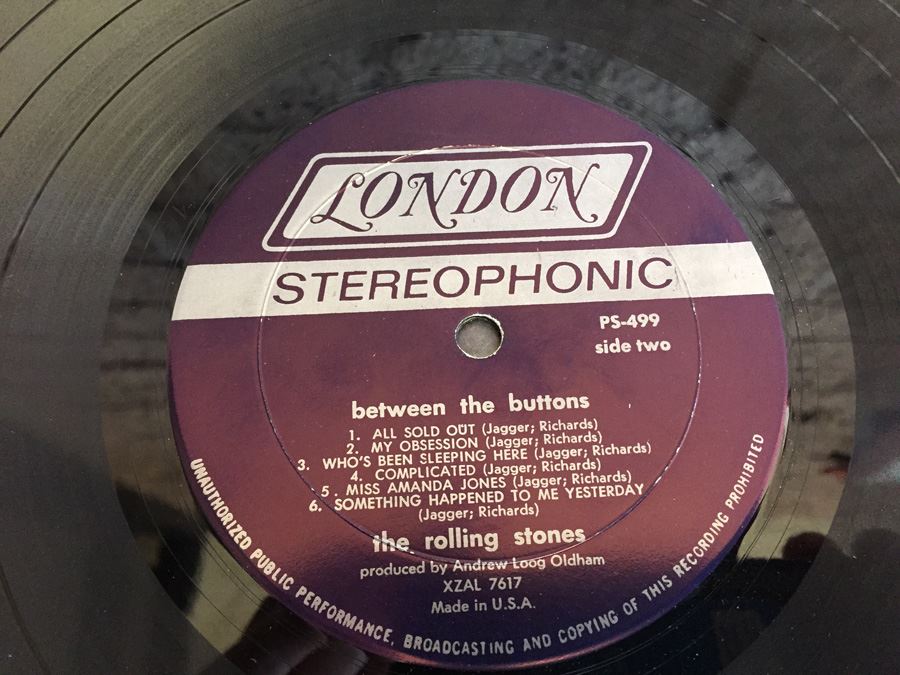 LONDON
STEREOPHONIC
PS-499
side two
between the buttons
1. ALL SOLD OUT (Jagger; Richards)
2. MY OBSESSION (Jagger; Richards)
3. WHO'S BEEN SLEEPING HERE (Jagger; Richards)
4. COMPLICATED (Jagger; Richards)
5. MISS AMANDA JONES (Jagger; Richards)
6. SOMETHING HAPPENED TO ME YESTERDAY
(Jagger; Richards)
the rolling stones
produced by Andrew Loog Oldham
XZAL 7617
Made in U.S.A.
UNAUTHORIZED PUBLIC PERFORMANCE, BROADCASTING AND COPYING OF THIS RECORDING PROHIBITED